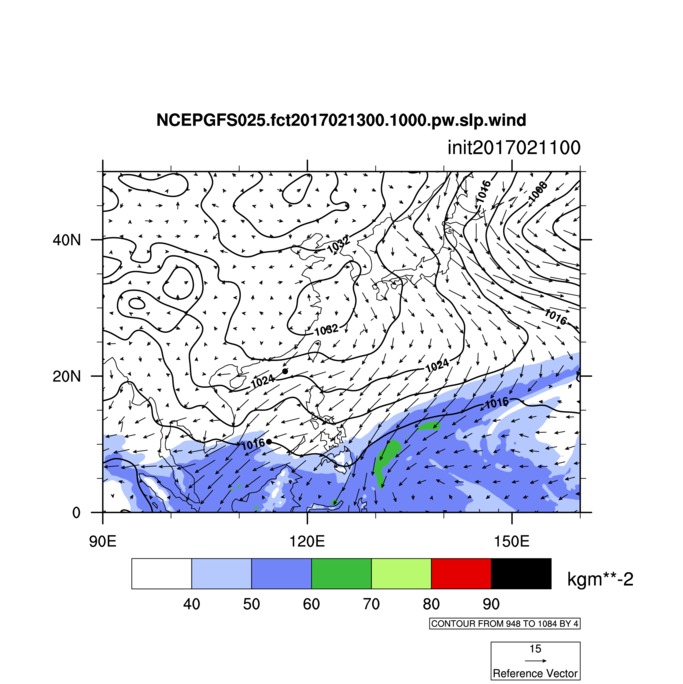 NCEPGFS025.fct2017021300.1000.pw.slp.wind
init2017021100
1016
1008
40N
1032
1016
1032
1024
20N
1024
1016
1016
0
90E 120E 150E
kgm**-2
40 50 60 70 80 90
CONTOUR FROM 948 TO 1084 BY 4
15
Reference Vector